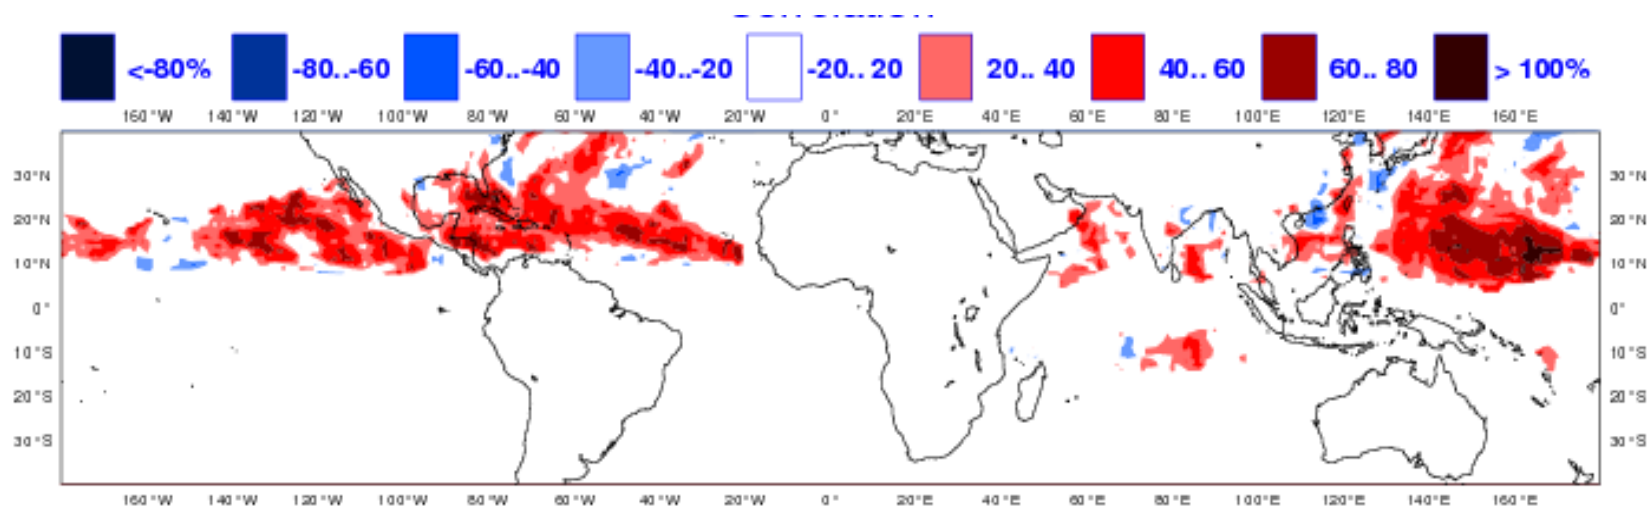 Correlation
<-80% -80..-60 -60..-40 -40..-20 -20.. 20 20.. 40 40.. 60 60.. 80 > 100%
160°W 140°W 120°W 100°W 80°W 60°W 40°W 20°W 0° 20°E 40°E 60°E 80°E 100°E 120°E 140°E 160°E
30°N 30°N
20°N 20°N
10°N 10°N
0° 0°
10°S 10°S
20°S 20°S
30°S 30°S
160°W 140°W 120°W 100°W 80°W 60°W 40°W 20°W 0° 20°E 40°E 60°E 80°E 100°E 120°E 140°E 160°E